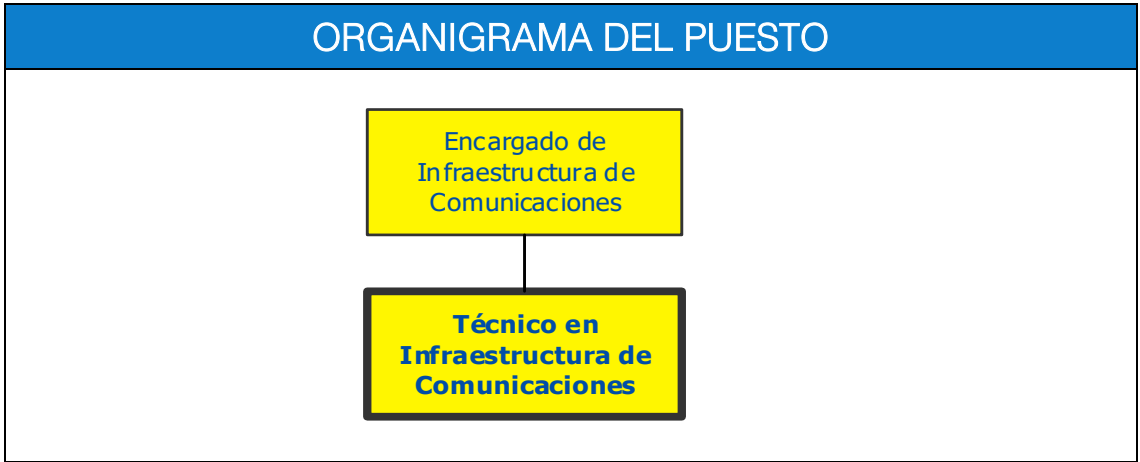 ORGANIGRAMA DEL PUESTO
Encargado de
Infraestructura de
Comunicaciones
Técnico en
Infraestructura de
Comunicaciones